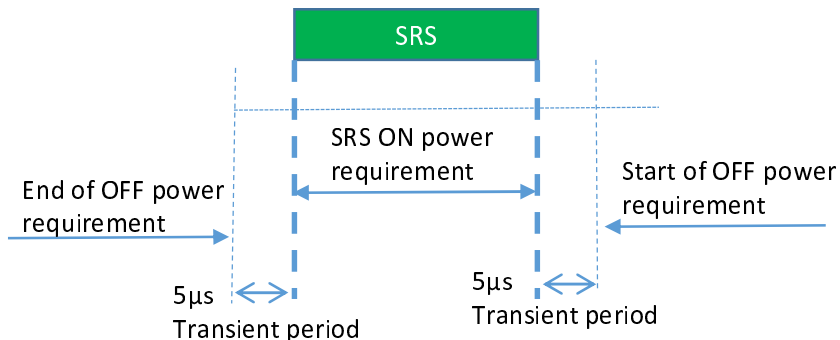 SRS
SRS ON power
requirement
End of OFF power
requirement
Start of OFF power
requirement
5μs
Transient period
5μs
Transient period